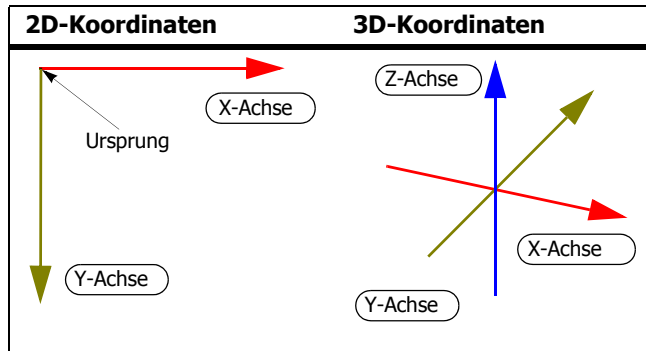 2D-Koordinaten
3D-Koordinaten
X-Achse
Ursprung
Y-Achse
Z-Achse
X-Achse
Y-Achse